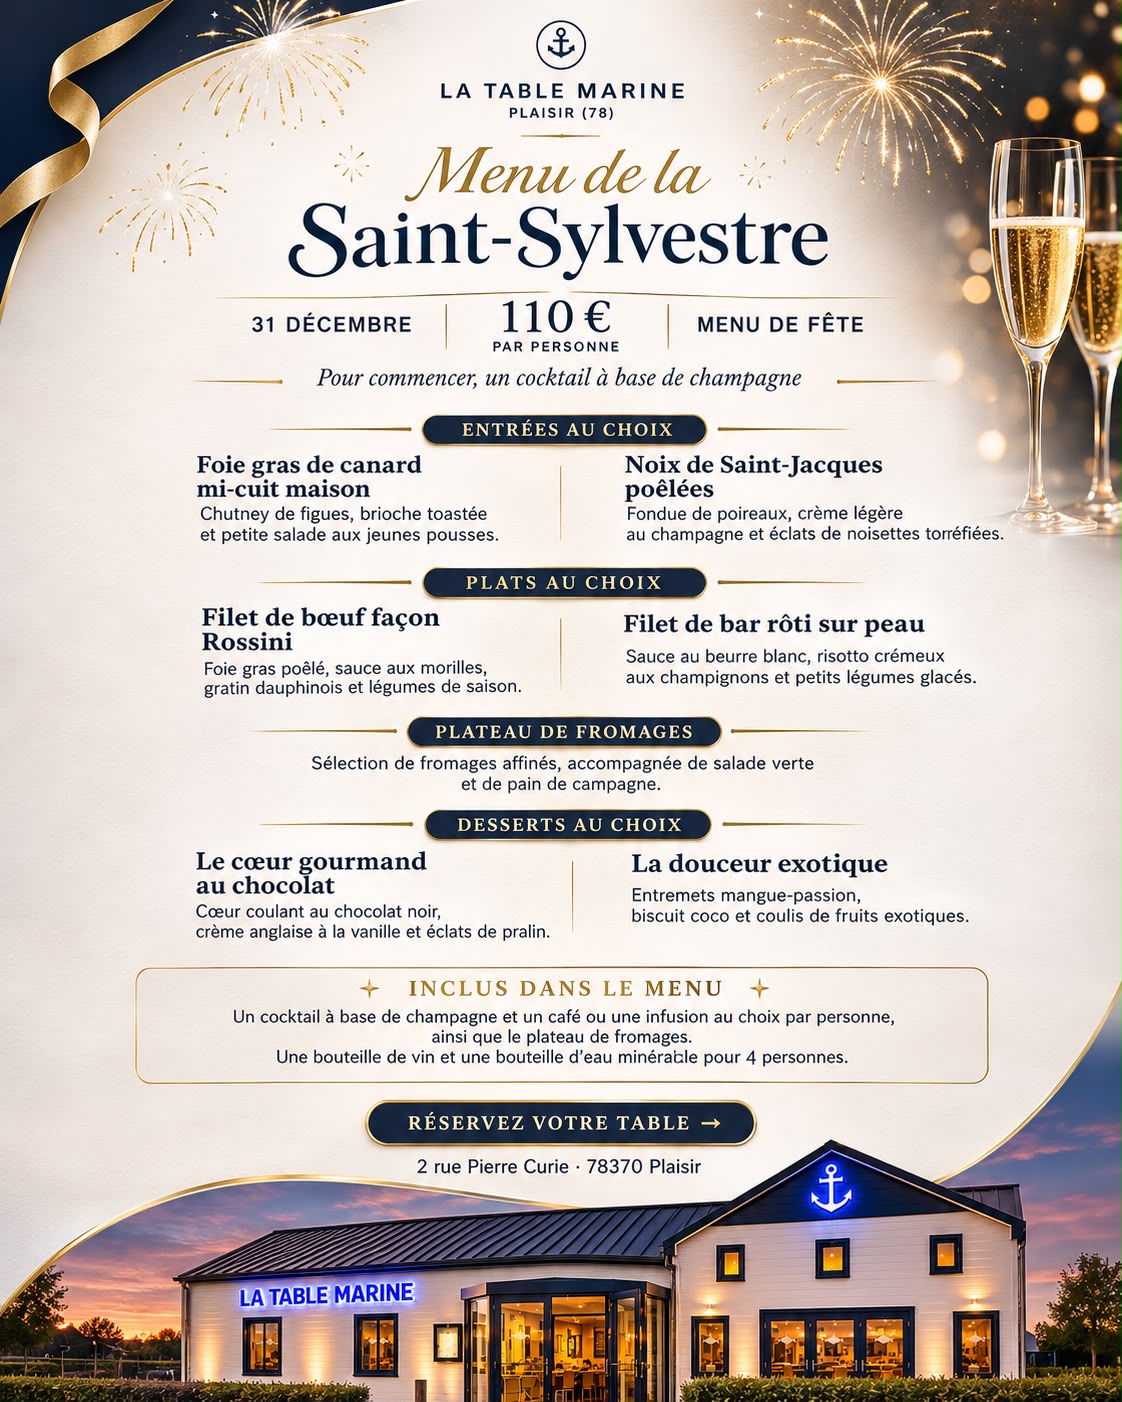 LA TABLE MARINE
PLAISIR (78)
Menu de la
Saint-Sylvestre
31 DÉCEMBRE
110 €
PAR PERSONNE
MENU DE FÊTE
Pour commencer, un cocktail à base de champagne
ENTRÉES AU CHOIX
Foie gras de canard
mi-cuit maison
Chutney de figues, brioche toastée
et petite salade aux jeunes pousses.
Noix de Saint-Jacques
poêlées
Fondue de poireaux, crème légère
au champagne et éclats de noisettes torréfiées.
PLATS AU CHOIX
Filet de bœuf façon
Rossini
Foie gras poêlé, sauce aux morilles,
gratin dauphinois et légumes de saison.
Filet de bar rôti sur peau
Sauce au beurre blanc, risotto crémeux
aux champignons et petits légumes glacés.
PLATEAU DE FROMAGES
Sélection de fromages affinés, accompagnée de salade verte
et de pain de campagne.
DESSERTS AU CHOIX
Le cœur gourmand
au chocolat
Cœur coulant au chocolat noir,
crème anglaise à la vanille et éclats de pralin.
La douceur exotique
Entremets mangue-passion,
biscuit coco et coulis de fruits exotiques.
INCLUS DANS LE MENU
Un cocktail à base de champagne et un café ou une infusion au choix par personne,
ainsi que le plateau de fromages.
Une bouteille de vin et une bouteille d'eau minérable pour 4 personnes.
RÉSERVEZ VOTRE TABLE →
2 rue Pierre Curie · 78370 Plaisir
LA TABLE MARINE